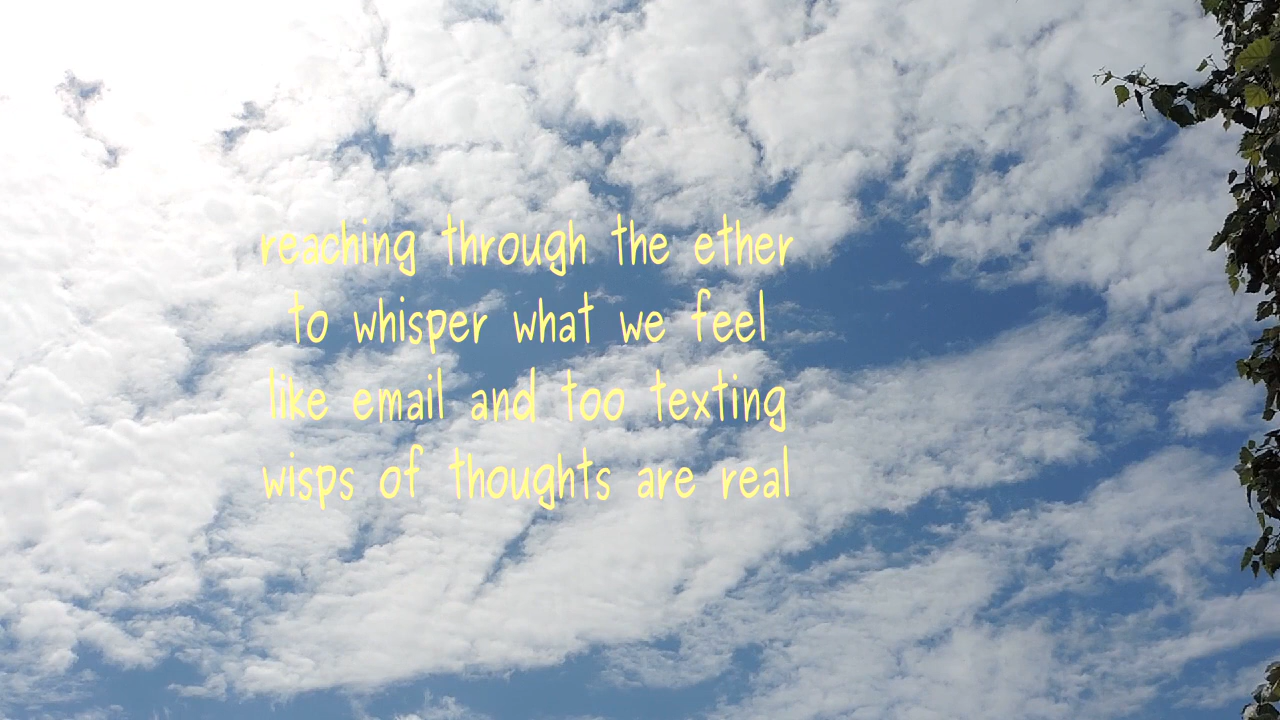 reaching through the ether
to whisper what we feel
like email and too texting
wisps of thoughts are real